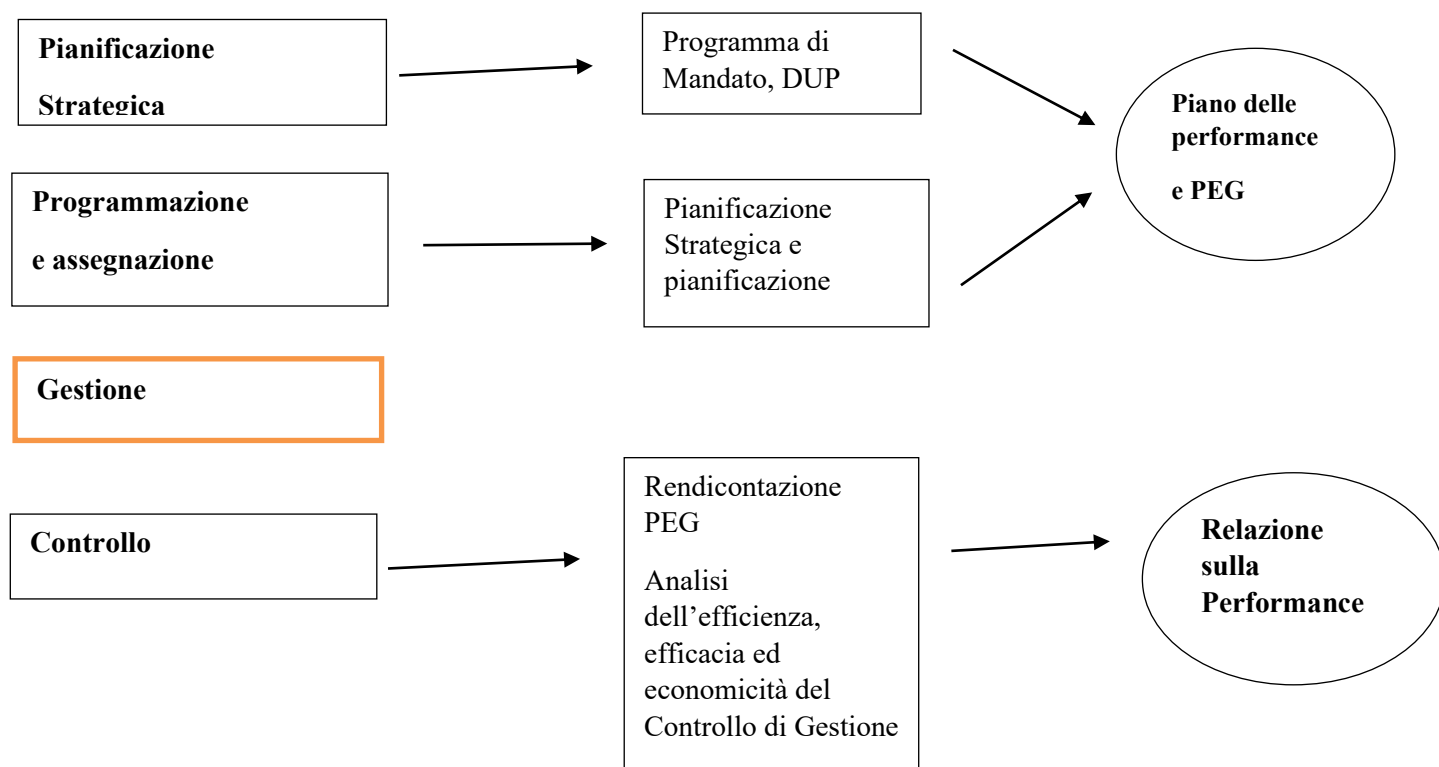 Pianificazione
Strategica
Programma di
Mandato, DUP
Piano delle
performance
e PEG
Programmazione
e assegnazione
Pianificazione
Strategica e
pianificazione
Gestione
Controllo
Rendicontazione
PEG
Analisi
dell’efficienza,
efficacia ed
economicità del
Controllo di Gestione
Relazione
sulla
Performance